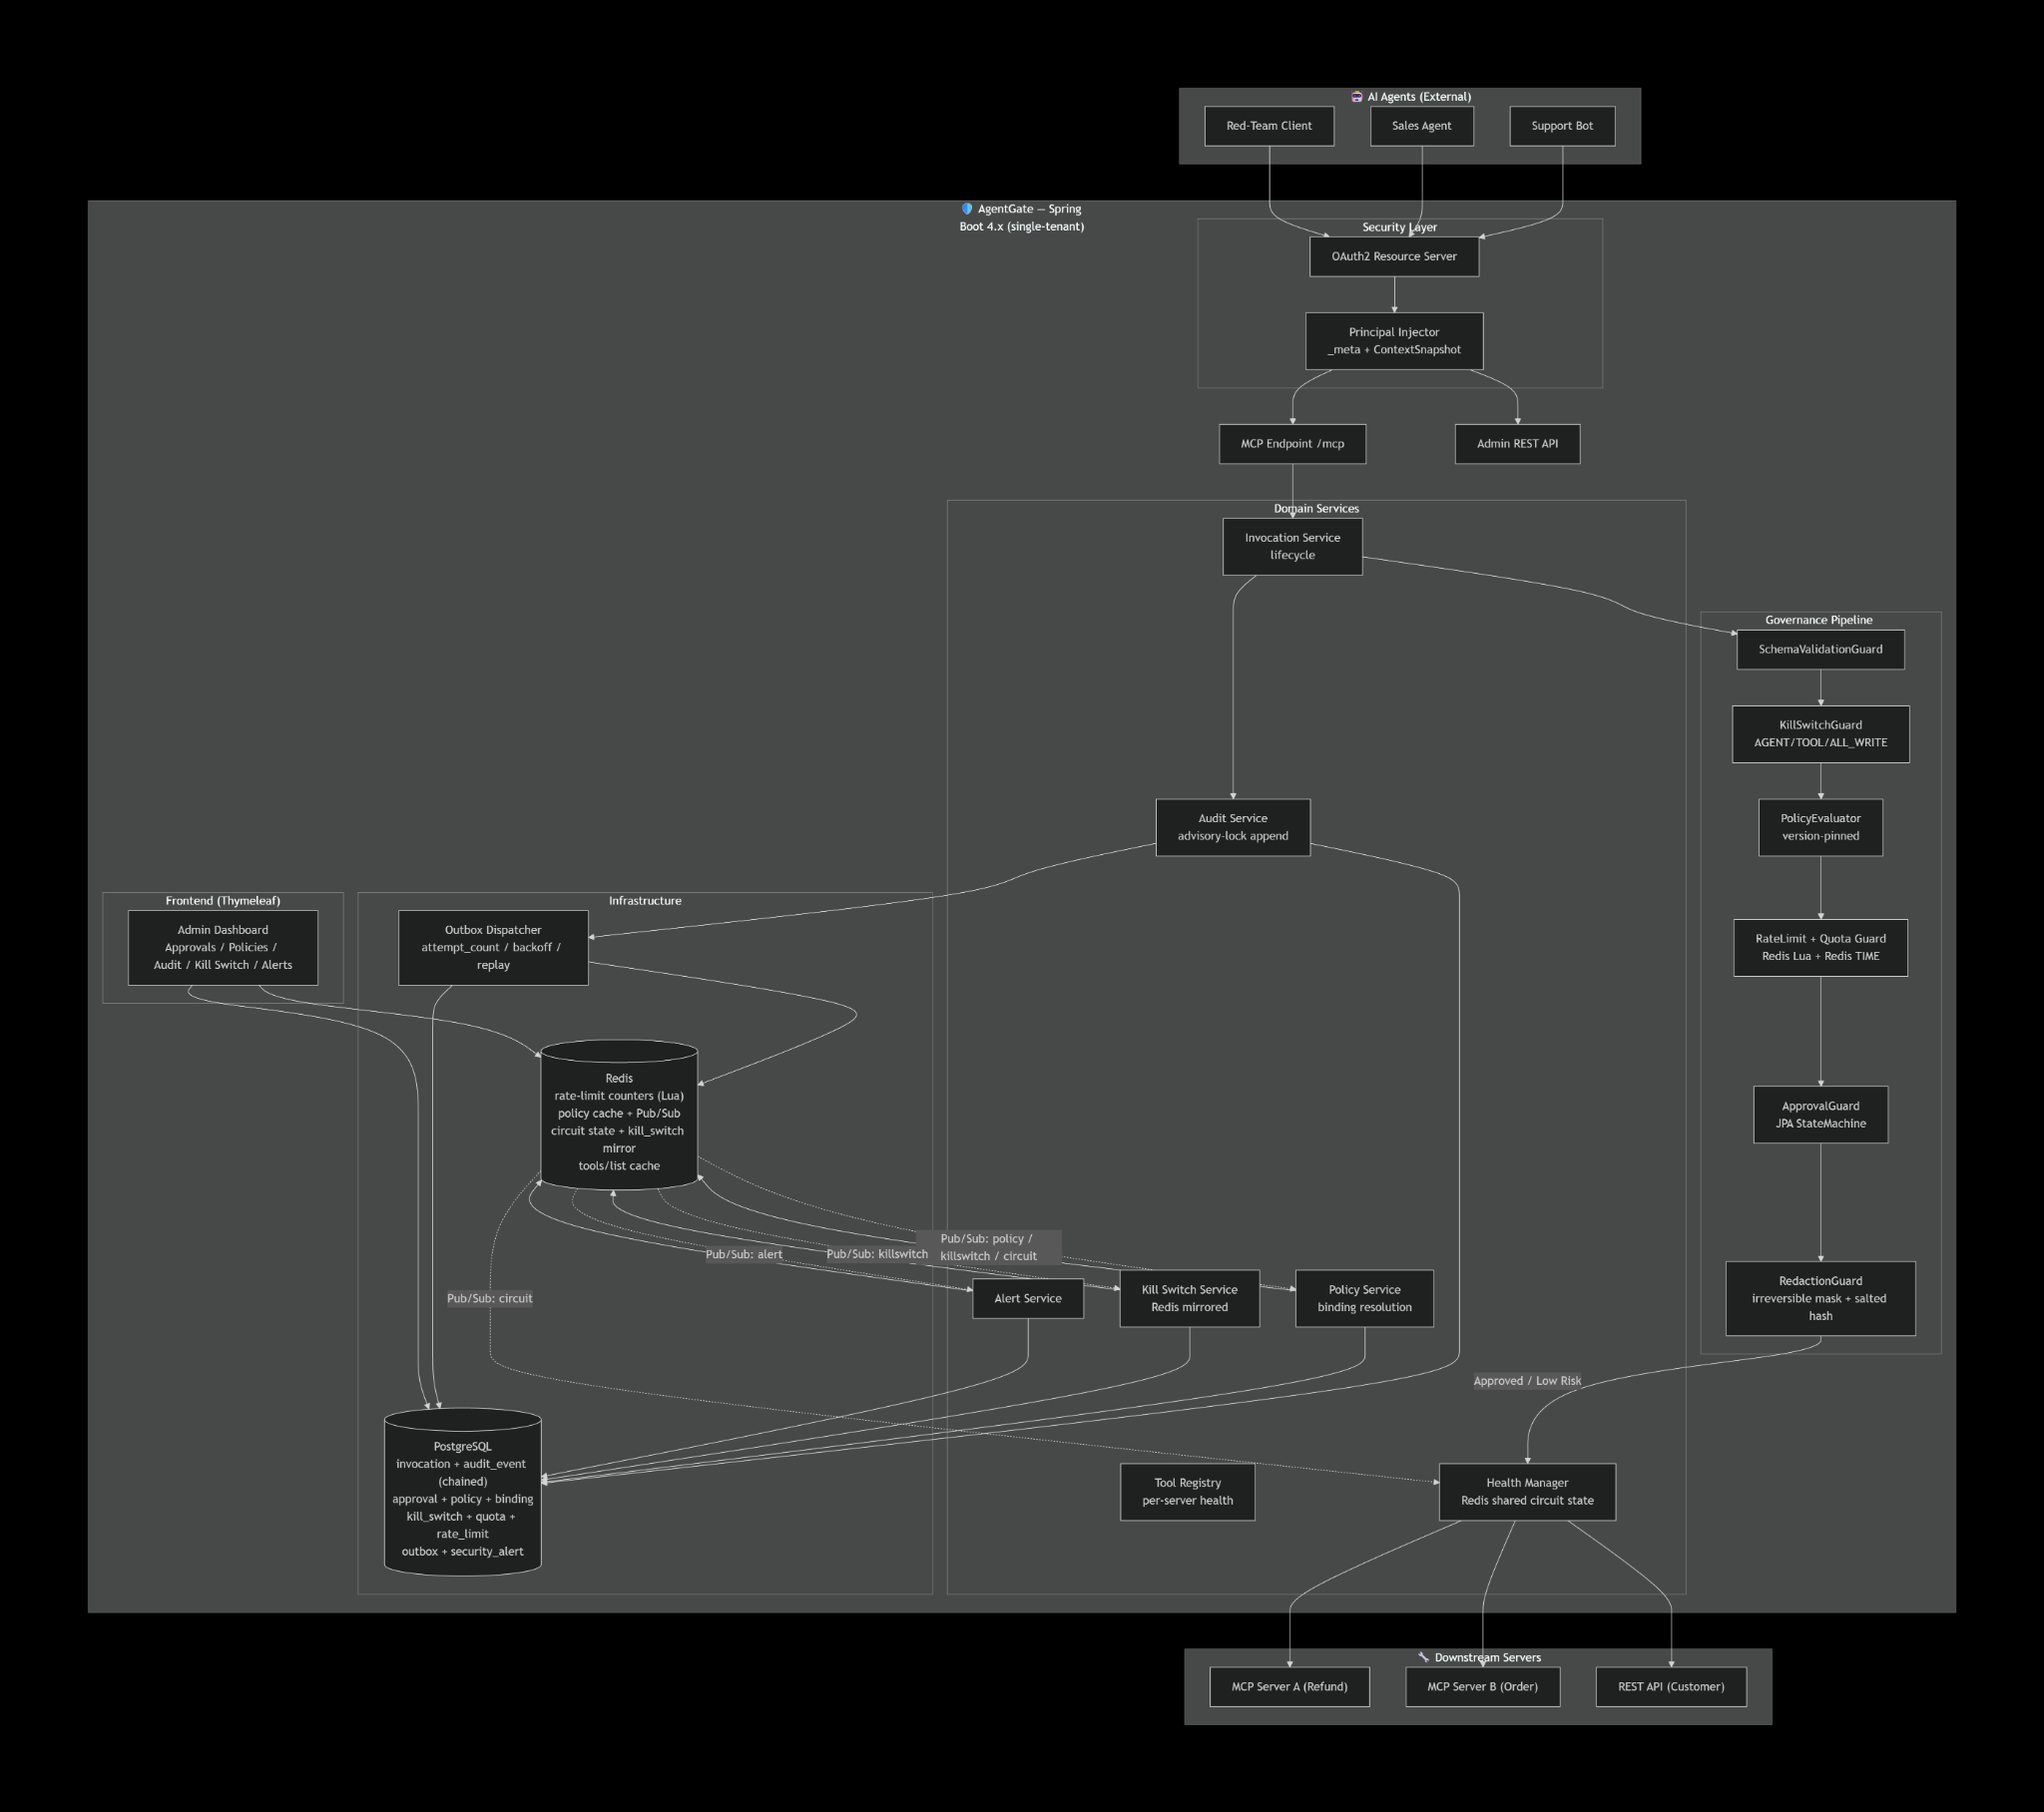 AI Agents (External)
Red-Team Client
Sales Agent
Support Bot
AgentGate — Spring
Boot 4.x (single-tenant)
Security Layer
OAuth2 Resource Server
Principal Injector
_meta + ContextSnapshot
MCP Endpoint /mcp
Admin REST API
Domain Services
Invocation Service
lifecycle
Governance Pipeline
SchemaValidationGuard
KillSwitchGuard
AGENT/TOOL/ALL_WRITE
Audit Service
advisory-lock append
PolicyEvaluator
version-pinned
Frontend (Thymeleaf)
Admin Dashboard
Approvals / Policies /
Audit / Kill Switch / Alerts
Infrastructure
Outbox Dispatcher
attempt_count / backoff /
replay
RateLimit + Quota Guard
Redis Lua + Redis TIME
Redis
rate-limit counters (Lua)
policy cache + Pub/Sub
circuit state + kill_switch
mirror
tools/list cache
ApprovalGuard
JPA StateMachine
Pub/Sub: alert
Pub/Sub: killswitch
Pub/Sub: policy /
killswitch / circuit
Pub/Sub: circuit
Alert Service
Kill Switch Service
Redis mirrored
Policy Service
binding resolution
RedactionGuard
irreversible mask + salted
hash
Approved / Low Risk
PostgreSQL
invocation + audit_event
(chained)
approval + policy + binding
kill_switch + quota +
rate_limit
outbox + security_alert
Tool Registry
per-server health
Health Manager
Redis shared circuit state
Downstream Servers
MCP Server A (Refund)
MCP Server B (Order)
REST API (Customer)